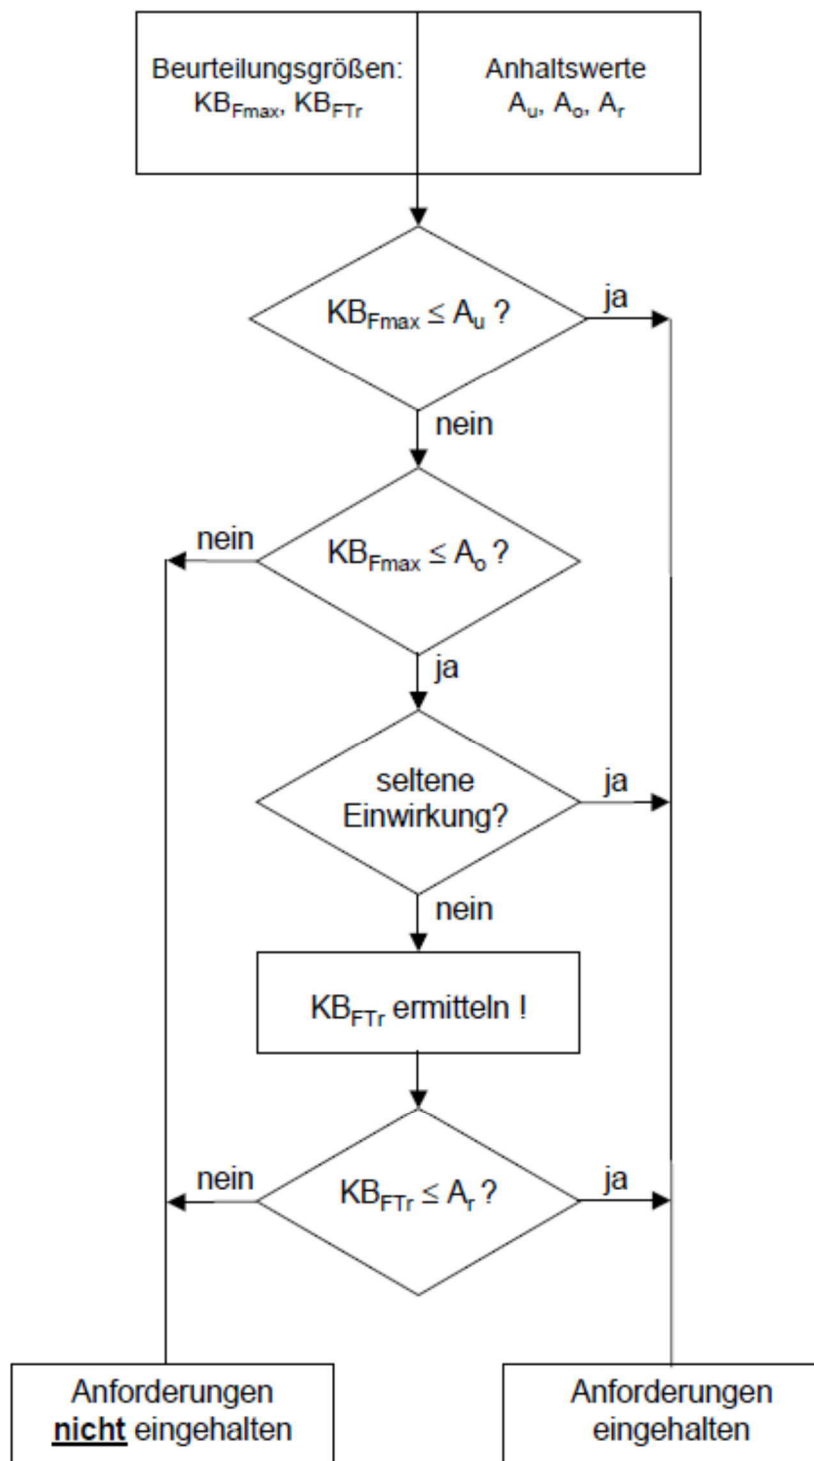 Beurteilungsgrößen:
KB_Fmax, KB_FTr
Anhaltswerte
A_u, A_o, A_r
KB_Fmax ≤ A_u ?
ja
nein
nein
KB_Fmax ≤ A_o ?
ja
seltene
Einwirkung?
ja
nein
KB_FTr ermitteln !
nein
KB_FTr ≤ A_r ?
ja
Anforderungen
nicht eingehalten
Anforderungen
eingehalten